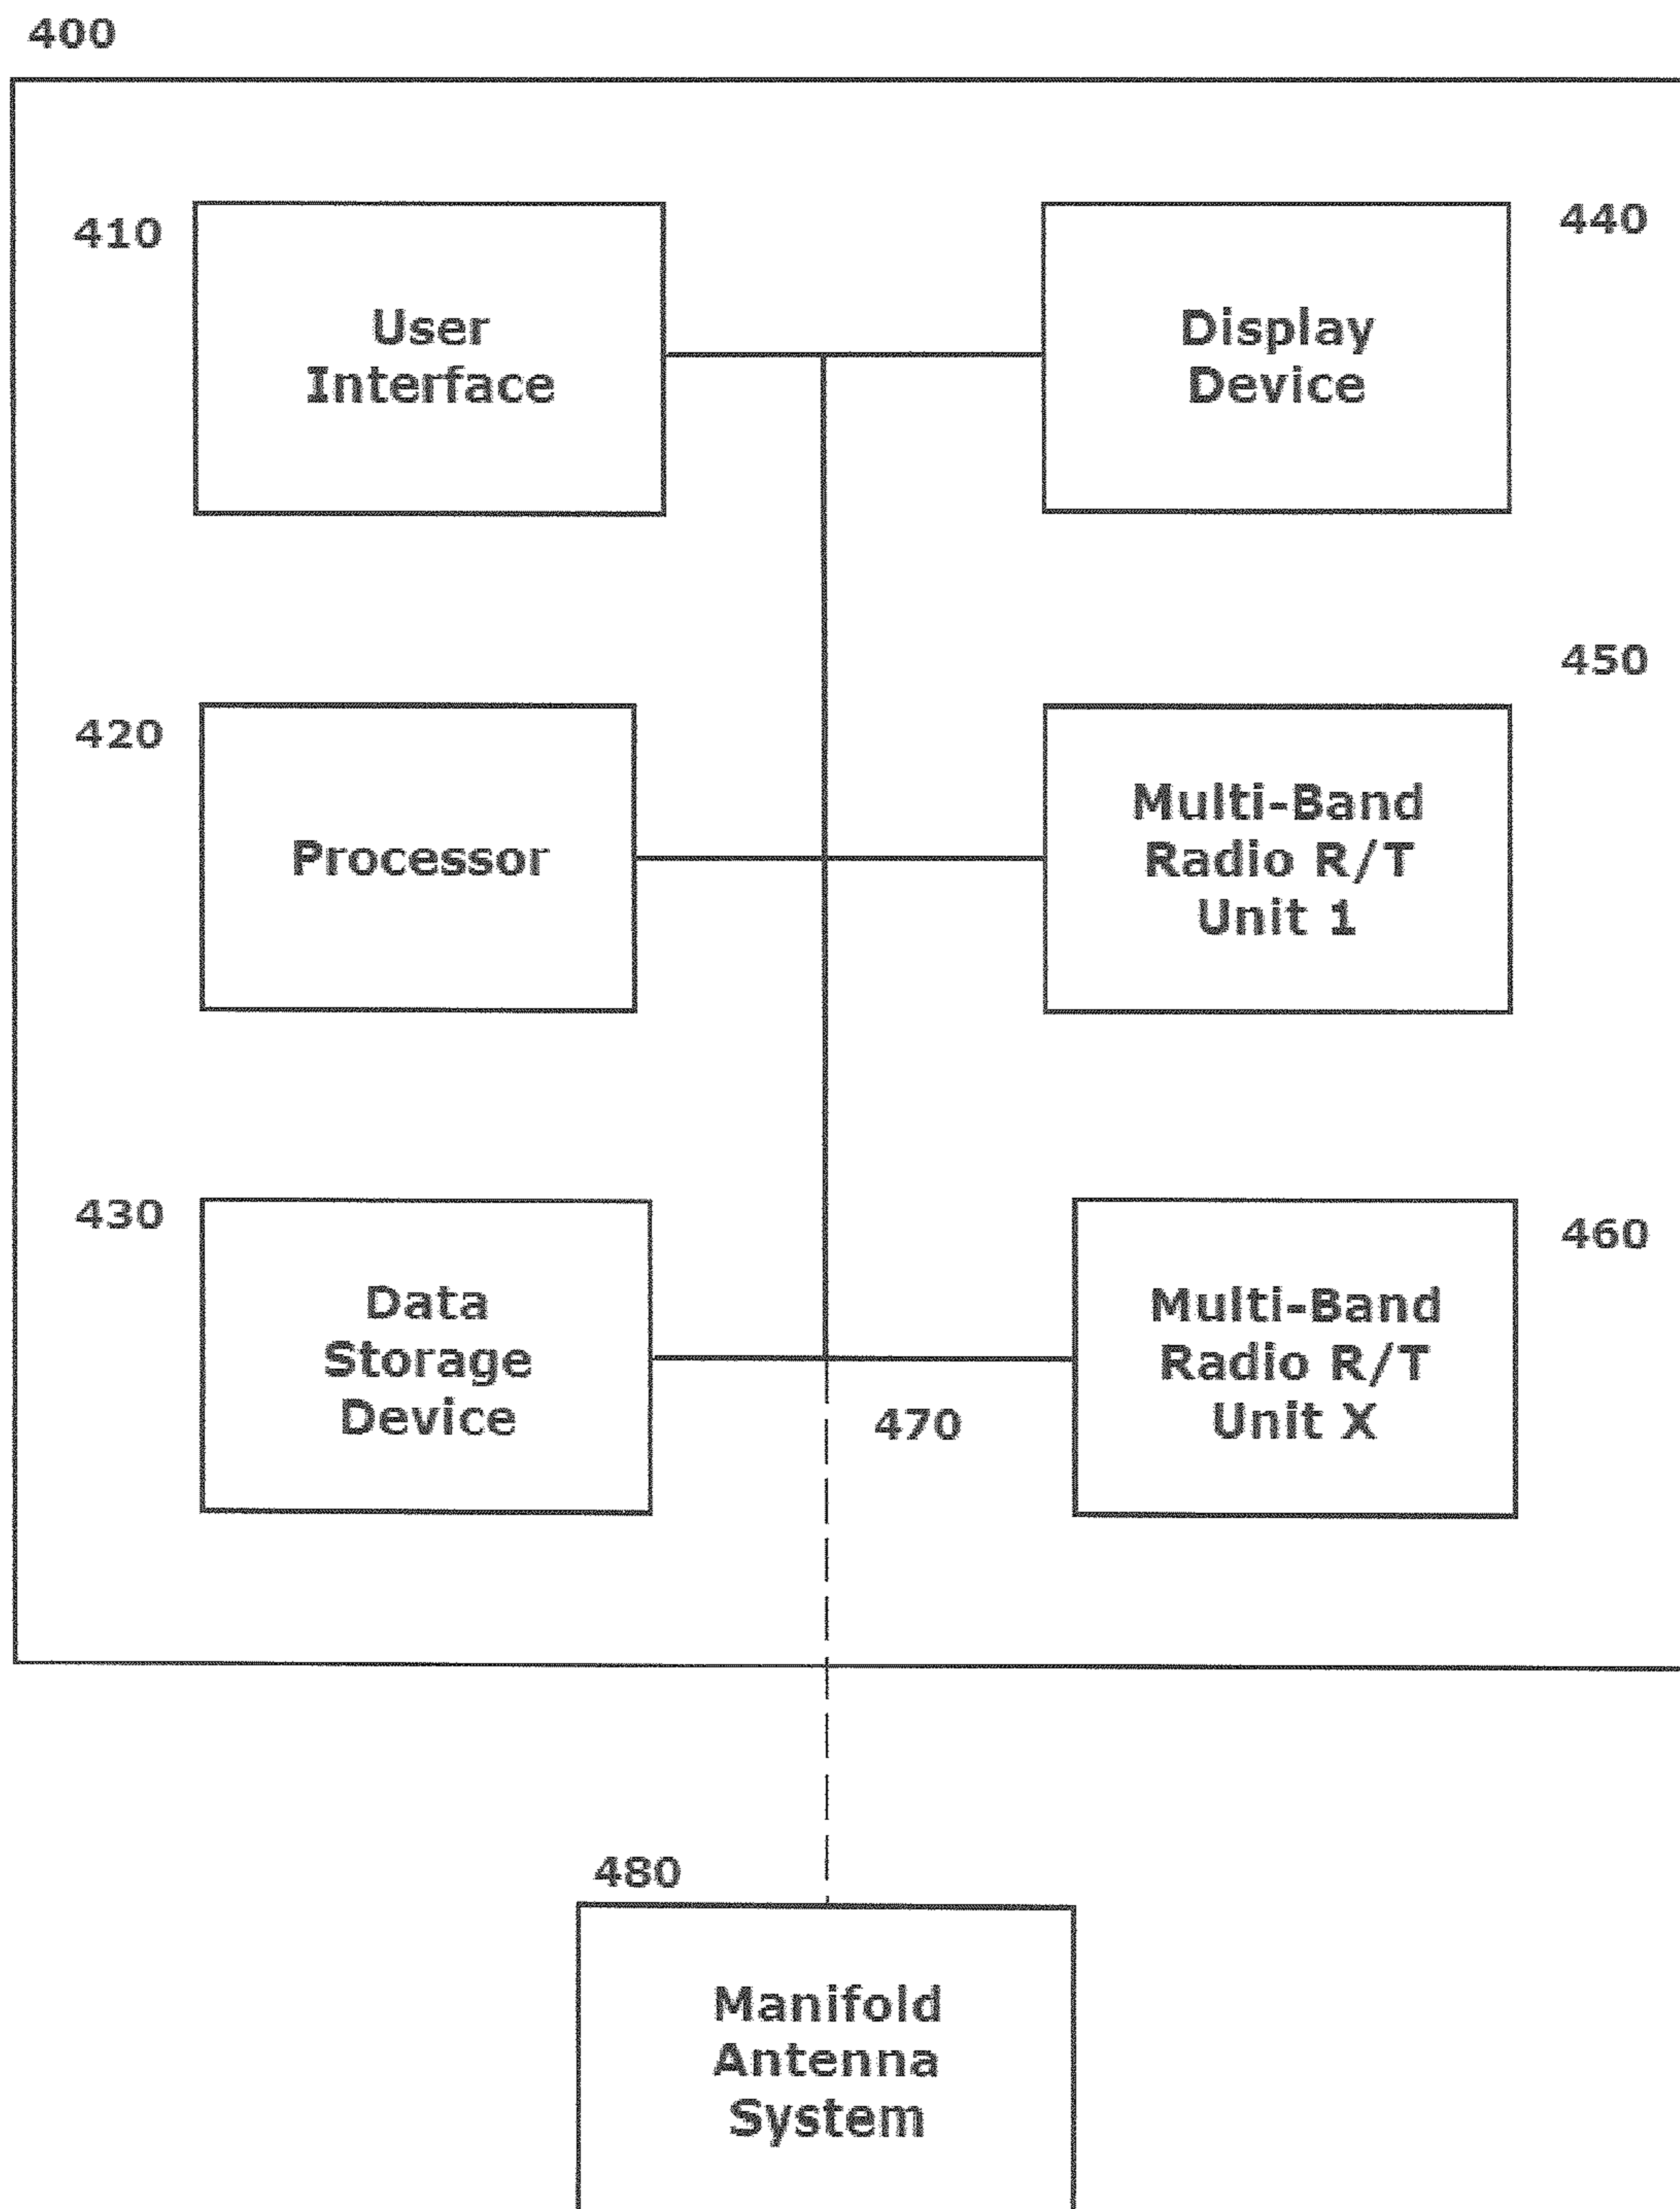 400
410
User
Interface
440
Display
Device
420
Processor
450
Multi-Band
Radio R/T
Unit 1
430
Data
Storage
Device
460
Multi-Band
Radio R/T
Unit X
470
480
Manifold
Antenna
System